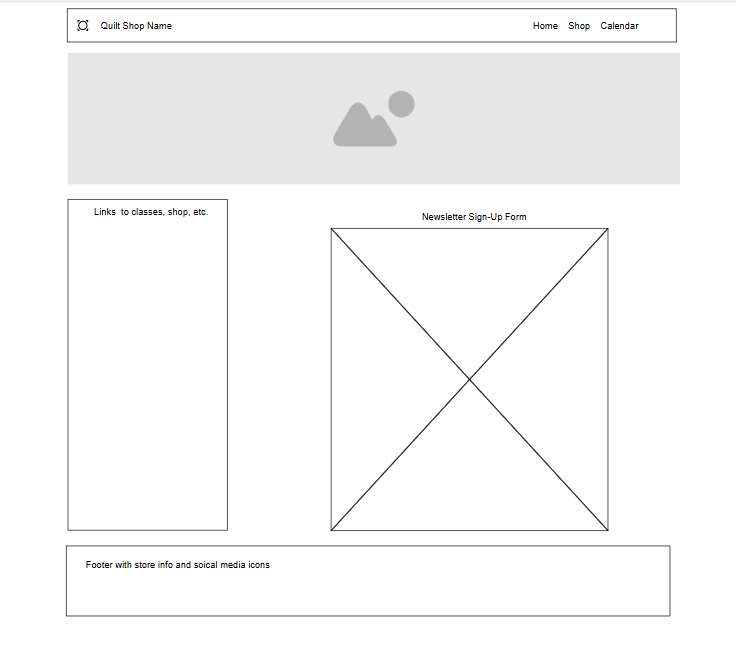 Quilt Shop Name
Home Shop Calendar
Links to classes, shop, etc.
Newsletter Sign-Up Form
Footer with store info and soical media icons